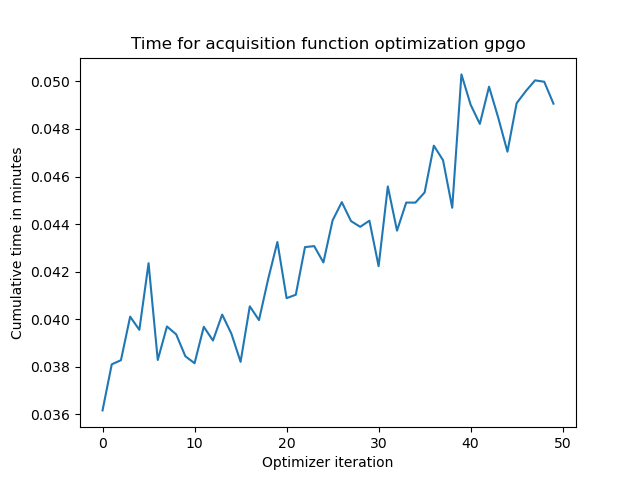 Time for acquisition function optimization gpgo
0.050
0.048
0.046
0.044
0.042
0.040
0.038
0.036
Cumulative time in minutes
0 10 20 30 40 50
Optimizer iteration